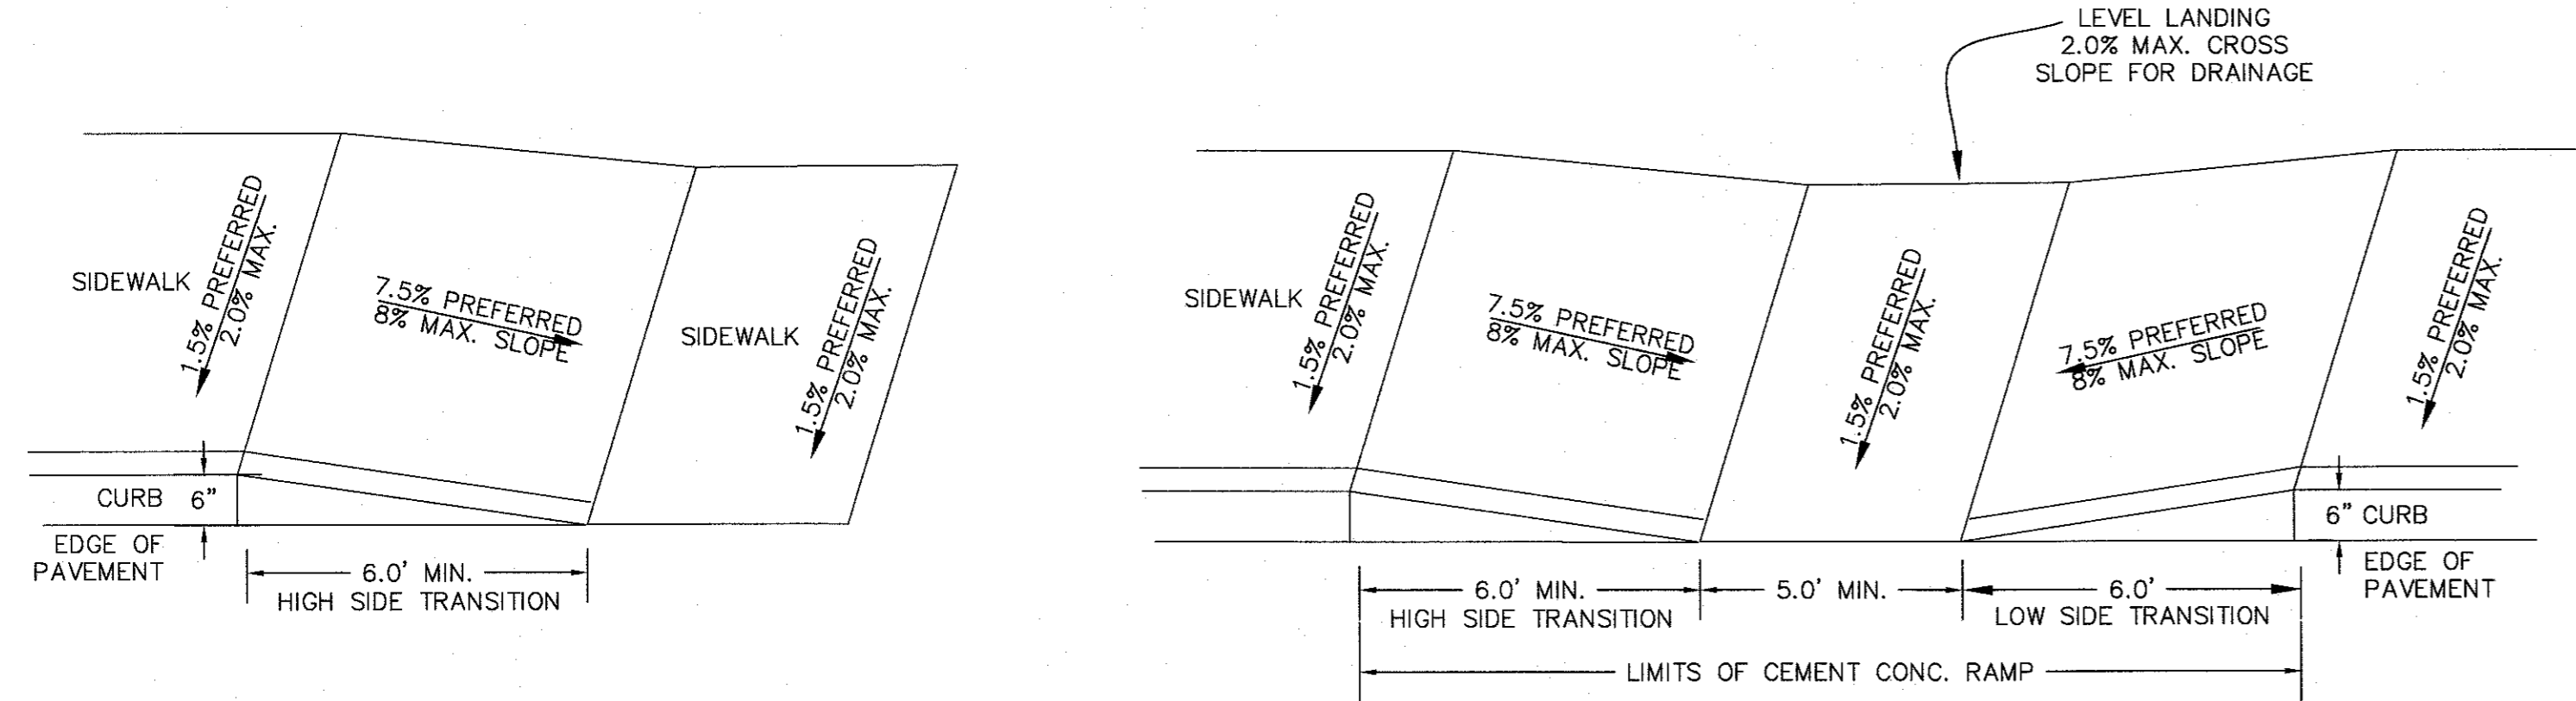 LEVEL LANDING
2.0% MAX. CROSS
SLOPE FOR DRAINAGE
SIDEWALK
1.5% PREFERRED
2.0% MAX.
7.5% PREFERRED
8% MAX. SLOPE
SIDEWALK
1.5% PREFERRED
2.0% MAX.
CURB 6"
EDGE OF
PAVEMENT
6.0' MIN.
HIGH SIDE TRANSITION
SIDEWALK
1.5% PREFERRED
2.0% MAX.
7.5% PREFERRED
8% MAX. SLOPE
1.5% PREFERRED
2.0% MAX.
7.5% PREFERRED
8% MAX. SLOPE
1.5% PREFERRED
2.0% MAX.
6" CURB
EDGE OF
PAVEMENT
6.0' MIN.
HIGH SIDE TRANSITION
5.0' MIN.
6.0'
LOW SIDE TRANSITION
LIMITS OF CEMENT CONC. RAMP